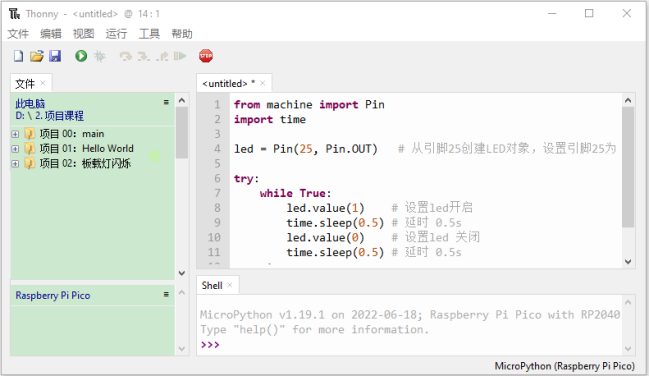 Thonny - <untitled> @ 14 : 1
文件 编辑 视图 运行 工具 帮助
STOP
文件
此电脑
D: \ 2.项目课程
项目 00：main
项目 01：Hello World
项目 02：板载灯闪烁
Raspberry Pi Pico
<untitled> *
1 from machine import Pin
2 import time
3
4 led = Pin(25, Pin.OUT) # 从引脚25创建LED对象，设置引脚25为
5
6 try:
7 while True:
8 led.value(1) # 设置led开启
9 time.sleep(0.5) # 延时 0.5s
10 led.value(0) # 设置led 关闭
11 time.sleep(0.5) # 延时 0.5s
Shell
MicroPython v1.19.1 on 2022-06-18; Raspberry Pi Pico with RP2040
Type "help()" for more information.
>>>
MicroPython (Raspberry Pi Pico)